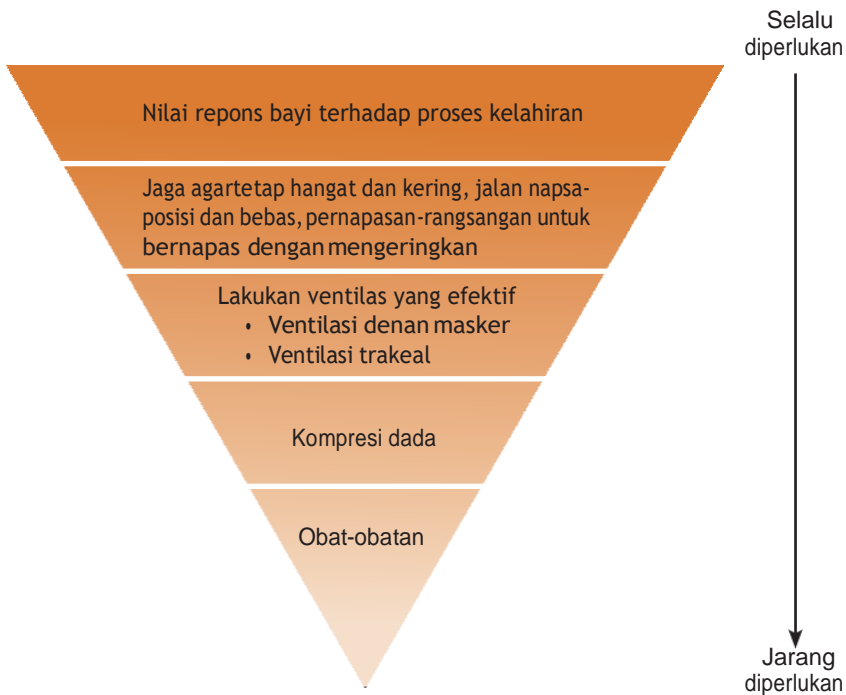 Selalu
diperlukan
Nilai repons bayi terhadap proses kelahiran
Jaga agartetap hangat dan kering, jalan napsa-
posisi dan bebas, pernapasan-rangsangan untuk
bernapas dengan mengeringkan
Lakukan ventilas yang efektif
• Ventilasi denan masker
• Ventilasi trakeal
Kompresi dada
Obat-obatan
Jarang
diperlukan